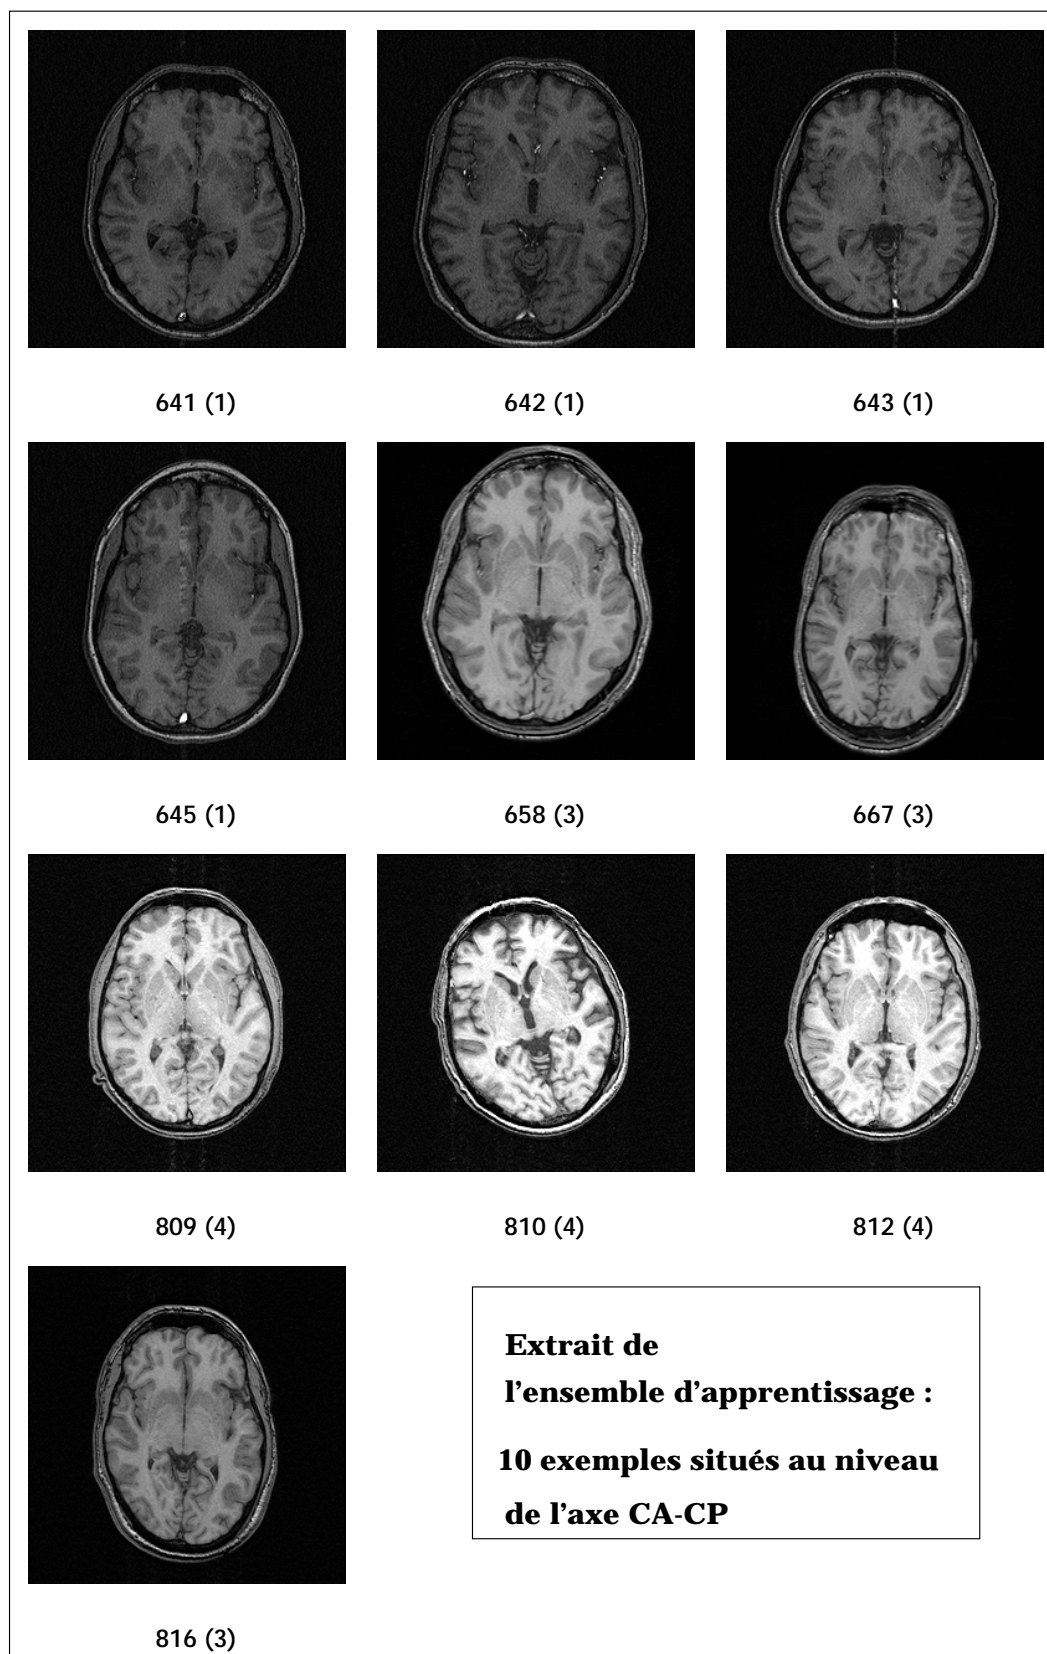 641 (1)
642 (1)
643 (1)
645 (1)
658 (3)
667 (3)
809 (4)
810 (4)
812 (4)
Extrait de
l'ensemble d'apprentissage :
10 exemples situés au niveau
de l'axe CA-CP
816 (3)